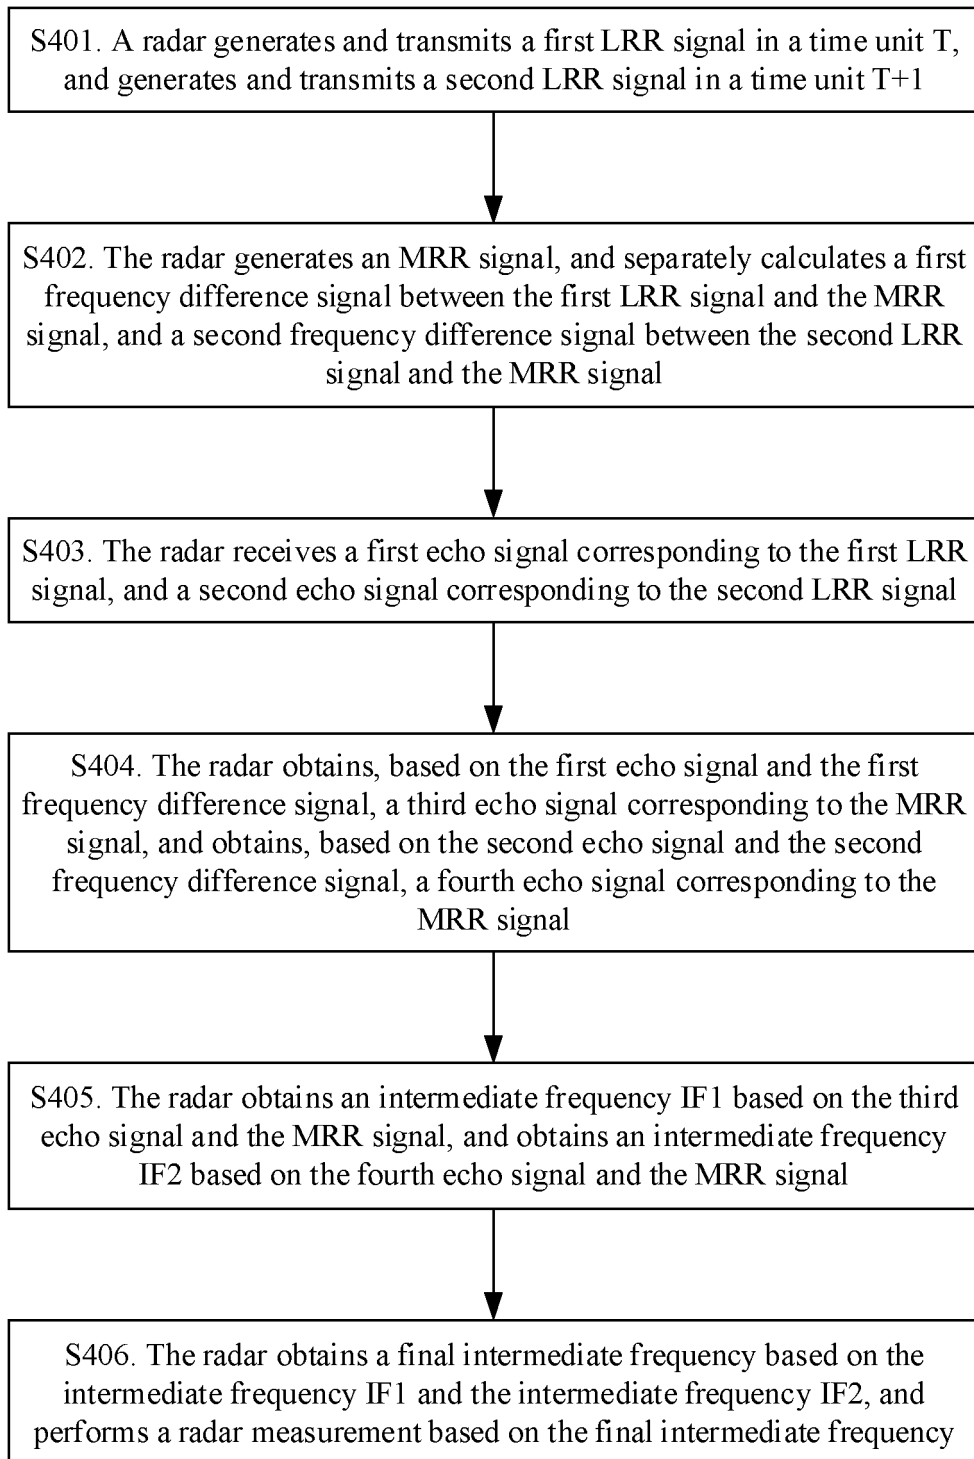 S401. A radar generates and transmits a first LRR signal in a time unit T,
and generates and transmits a second LRR signal in a time unit T+1
S402. The radar generates an MRR signal, and separately calculates a first
frequency difference signal between the first LRR signal and the MRR
signal, and a second frequency difference signal between the second LRR
signal and the MRR signal
S403. The radar receives a first echo signal corresponding to the first LRR
signal, and a second echo signal corresponding to the second LRR signal
S404. The radar obtains, based on the first echo signal and the first
frequency difference signal, a third echo signal corresponding to the MRR
signal, and obtains, based on the second echo signal and the second
frequency difference signal, a fourth echo signal corresponding to the
MRR signal
S405. The radar obtains an intermediate frequency IF1 based on the third
echo signal and the MRR signal, and obtains an intermediate frequency
IF2 based on the fourth echo signal and the MRR signal
S406. The radar obtains a final intermediate frequency based on the
intermediate frequency IF1 and the intermediate frequency IF2, and
performs a radar measurement based on the final intermediate frequency